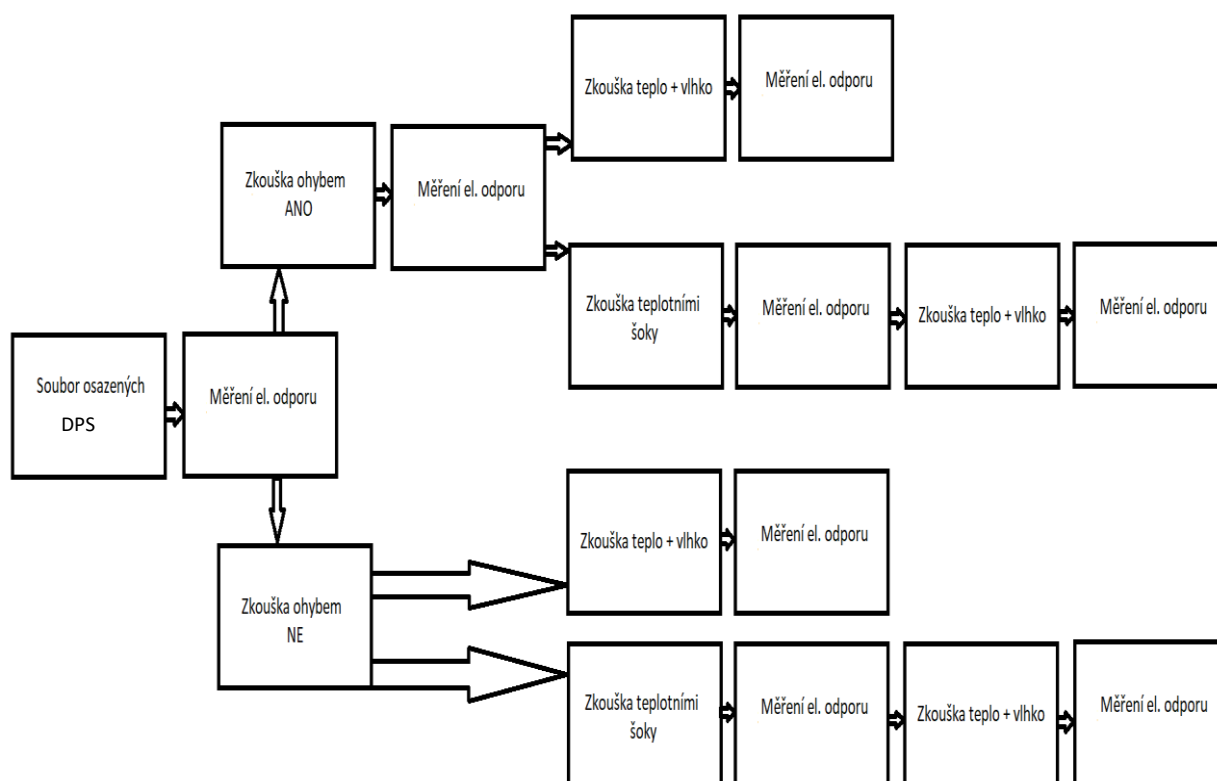 Zkouška teplo + vlhko
Měření el. odporu
Zkouška ohybem
ANO
Měření el. odporu
Zkouška teplotními
šoky
Měření el. odporu
Zkouška teplo + vlhko
Měření el. odporu
Soubor osazených
DPS
Měření el. odporu
Zkouška ohybem
NE
Zkouška teplo + vlhko
Měření el. odporu
Zkouška teplotními
šoky
Měření el. odporu
Zkouška teplo + vlhko
Měření el. odporu